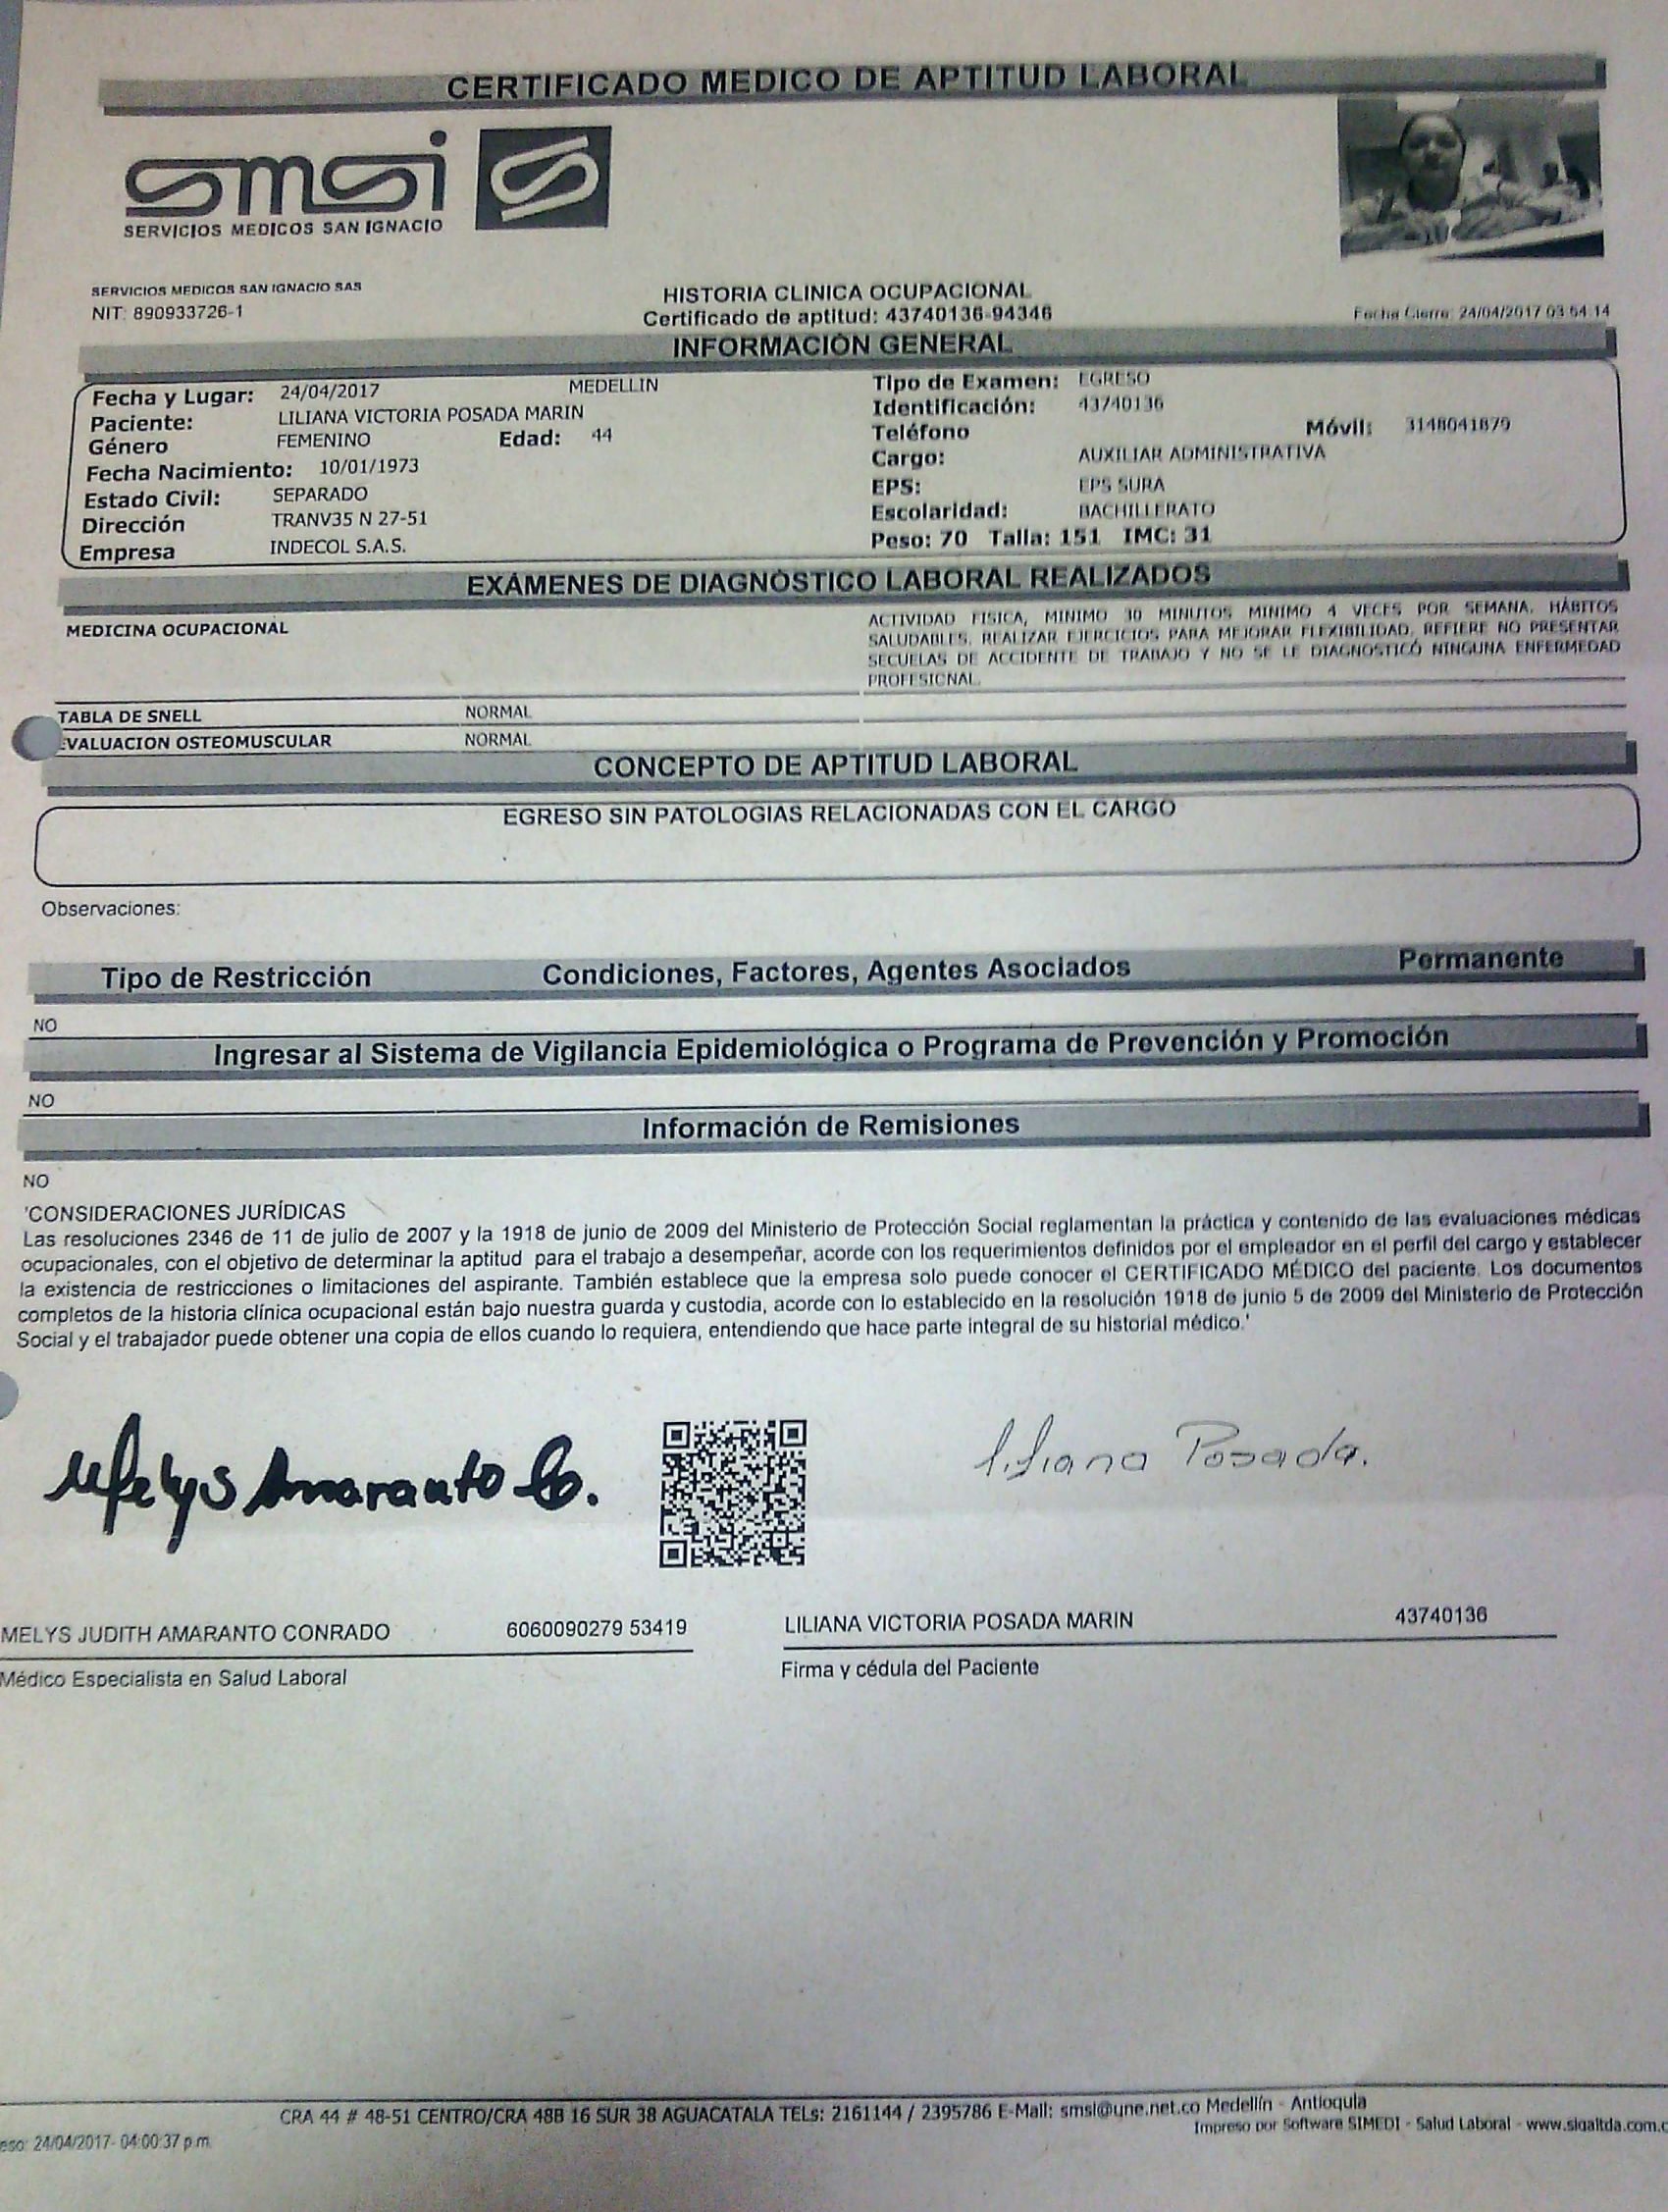 CERTIFICADO MEDICO DE APTITUD LABORAL
smsi
SERVICIOS MEDICOS SAN IGNACIO
SERVICIOS MEDICOS SAN IGNACIO SAS
NIT: 890933726-1
HISTORIA CLINICA OCUPACIONAL
Certificado de aptitud: 43740136-94346
Fecha Cierre: 24/04/2017 03:54:14
INFORMACIÓN GENERAL
Fecha y Lugar: 24/04/2017 MEDELLIN
Paciente: LILIANA VICTORIA POSADA MARIN
Género FEMENINO Edad: 44
Fecha Nacimiento: 10/01/1973
Estado Civil: SEPARADO
Dirección TRANV35 N 27-51
Empresa INDECOL S.A.S.
Tipo de Examen: EGRESO
Identificación: 43740136
Teléfono Móvil: 3148041879
Cargo: AUXILIAR ADMINISTRATIVA
EPS: EPS SURA
Escolaridad: BACHILLERATO
Peso: 70 Talla: 151 IMC: 31
EXÁMENES DE DIAGNÓSTICO LABORAL REALIZADOS
MEDICINA OCUPACIONAL
ACTIVIDAD FISICA, MINIMO 30 MINUTOS MINIMO 4 VECES POR SEMANA. HÁBITOS
SALUDABLES. REALIZAR EJERCICIOS PARA MEJORAR FLEXIBILIDAD. REFIERE NO PRESENTAR
SECUELAS DE ACCIDENTE DE TRABAJO Y NO SE LE DIAGNOSTICÓ NINGUNA ENFERMEDAD
PROFESIONAL.
TABLA DE SNELL NORMAL
EVALUACION OSTEOMUSCULAR NORMAL
CONCEPTO DE APTITUD LABORAL
EGRESO SIN PATOLOGIAS RELACIONADAS CON EL CARGO
Observaciones:
Tipo de Restricción Condiciones, Factores, Agentes Asociados Permanente
NO
Ingresar al Sistema de Vigilancia Epidemiológica o Programa de Prevención y Promoción
NO
Información de Remisiones
NO
'CONSIDERACIONES JURÍDICAS
Las resoluciones 2346 de 11 de julio de 2007 y la 1918 de junio de 2009 del Ministerio de Protección Social reglamentan la práctica y contenido de las evaluaciones médicas
ocupacionales, con el objetivo de determinar la aptitud para el trabajo a desempeñar, acorde con los requerimientos definidos por el empleador en el perfil del cargo y establecer
la existencia de restricciones o limitaciones del aspirante. También establece que la empresa solo puede conocer el CERTIFICADO MÉDICO del paciente. Los documentos
completos de la historia clínica ocupacional están bajo nuestra guarda y custodia, acorde con lo establecido en la resolución 1918 de junio 5 de 2009 del Ministerio de Protección
Social y el trabajador puede obtener una copia de ellos cuando lo requiera, entendiendo que hace parte integral de su historial médico.'
Melys Amaranto Co.
Liliana Posada.
MELYS JUDITH AMARANTO CONRADO 6060090279 53419
Médico Especialista en Salud Laboral
LILIANA VICTORIA POSADA MARIN 43740136
Firma y cédula del Paciente
CRA 44 # 48-51 CENTRO/CRA 48B 16 SUR 38 AGUACATALA TELs: 2161144 / 2395786 E-Mail: smsi@une.net.co Medellín - Antioquia
Impreso por Software SIMEDI - Salud Laboral - www.sigaltda.com.c
eso: 24/04/2017- 04:00:37 p.m.